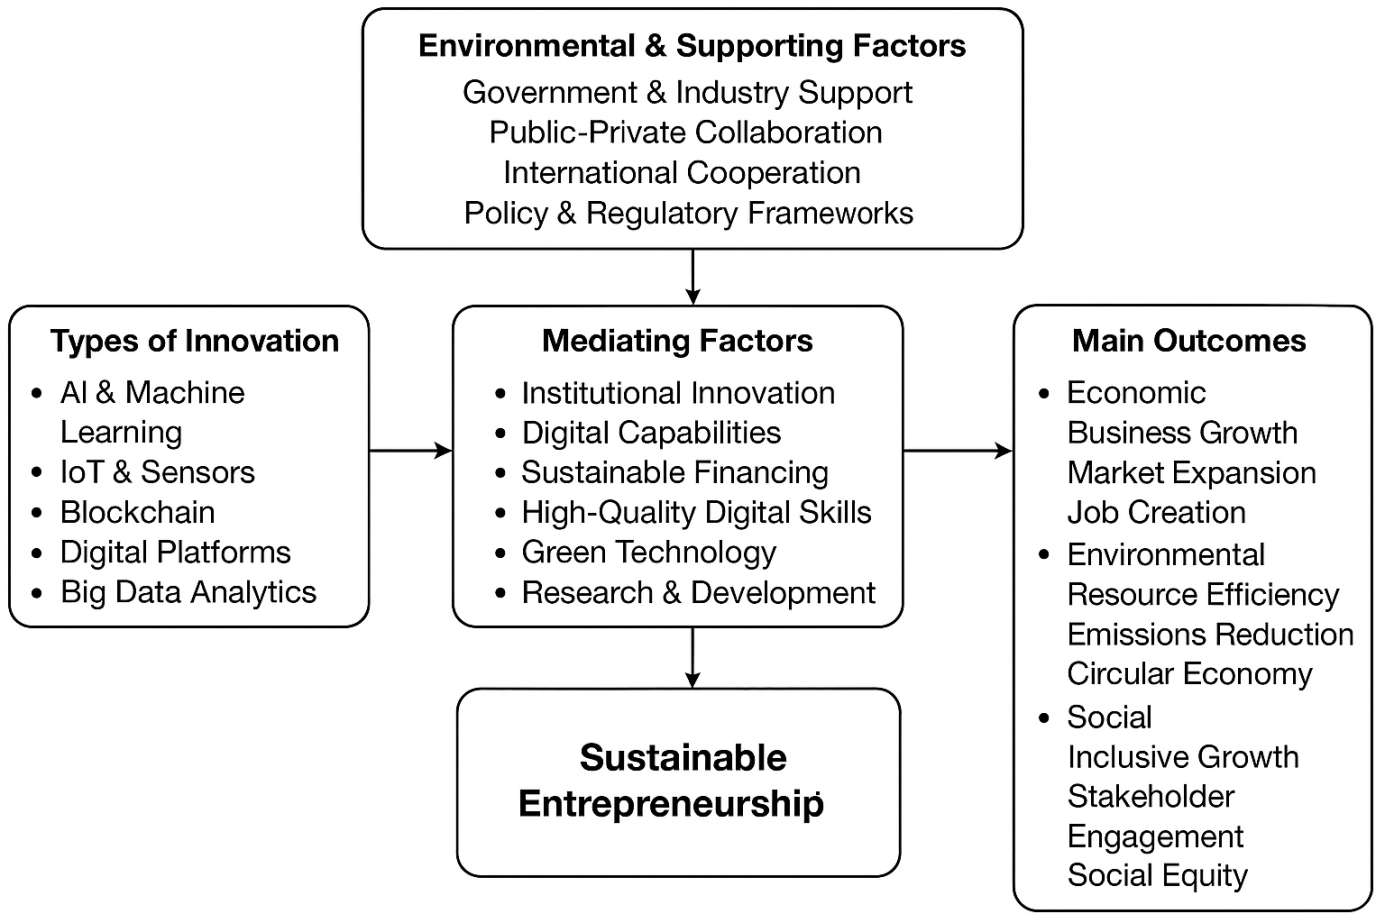 Environmental & Supporting Factors
Government & Industry Support
Public-Private Collaboration
International Cooperation
Policy & Regulatory Frameworks
Types of Innovation
• AI & Machine
Learning
• IoT & Sensors
• Blockchain
• Digital Platforms
• Big Data Analytics
Mediating Factors
• Institutional Innovation
• Digital Capabilities
• Sustainable Financing
• High-Quality Digital Skills
• Green Technology
• Research & Development
Main Outcomes
• Economic
Business Growth
Market Expansion
Job Creation
• Environmental
Resource Efficiency
Emissions Reduction
Circular Economy
• Social
Inclusive Growth
Stakeholder
Engagement
Social Equity
Sustainable
Entrepreneurship